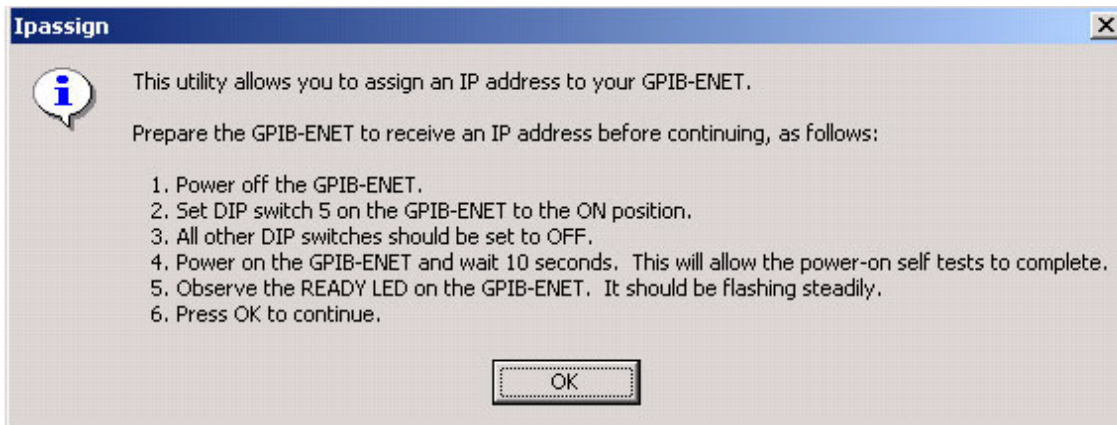 Ipassign
This utility allows you to assign an IP address to your GPIB-ENET.
Prepare the GPIB-ENET to receive an IP address before continuing, as follows:
1. Power off the GPIB-ENET.
2. Set DIP switch 5 on the GPIB-ENET to the ON position.
3. All other DIP switches should be set to OFF.
4. Power on the GPIB-ENET and wait 10 seconds.  This will allow the power-on self tests to complete.
5. Observe the READY LED on the GPIB-ENET.  It should be flashing steadily.
6. Press OK to continue.
OK